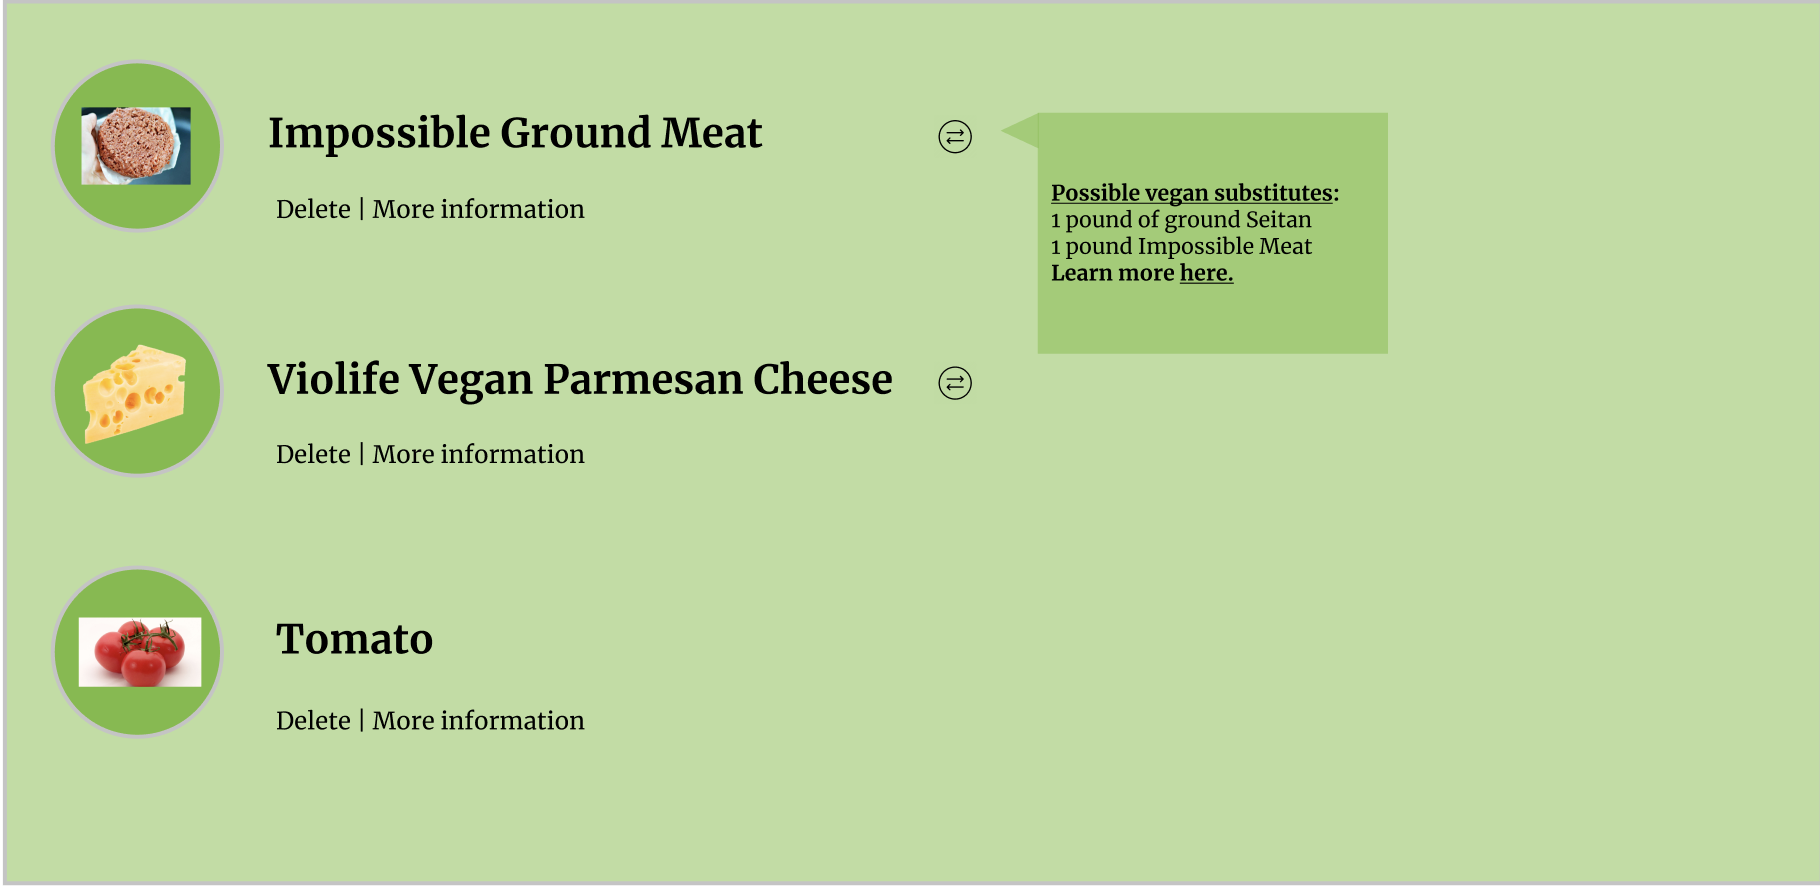 Impossible Ground Meat
Delete | More information
Possible vegan substitutes:
1 pound of ground Seitan
1 pound Impossible Meat
Learn more here.
Violife Vegan Parmesan Cheese
Delete | More information
Tomato
Delete | More information